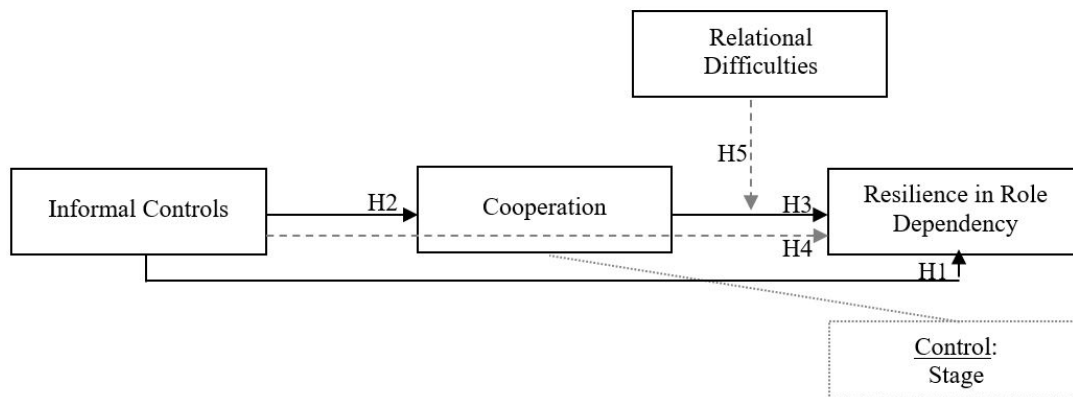 Relational
Difficulties
H5
Informal Controls
H2
Cooperation
H3
Resilience in Role
Dependency
H4
H1
Control:
Stage